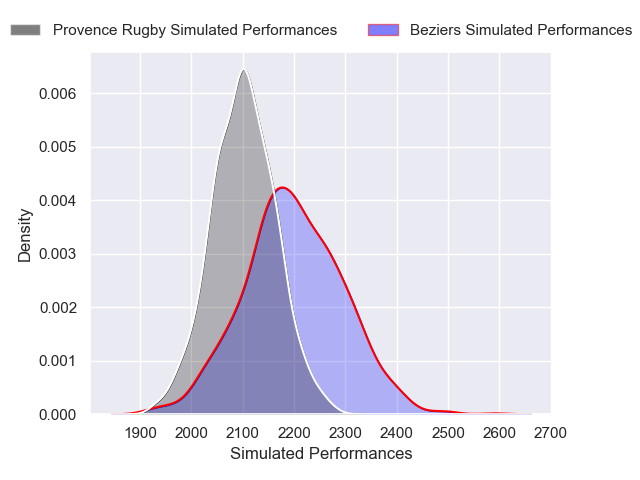 Provence Rugby Simulated Performances
Beziers Simulated Performances
Density
0.006
0.005
0.004
0.003
0.002
0.001
0.000
1900 2000 2100 2200 2300 2400 2500 2600 2700
Simulated Performances